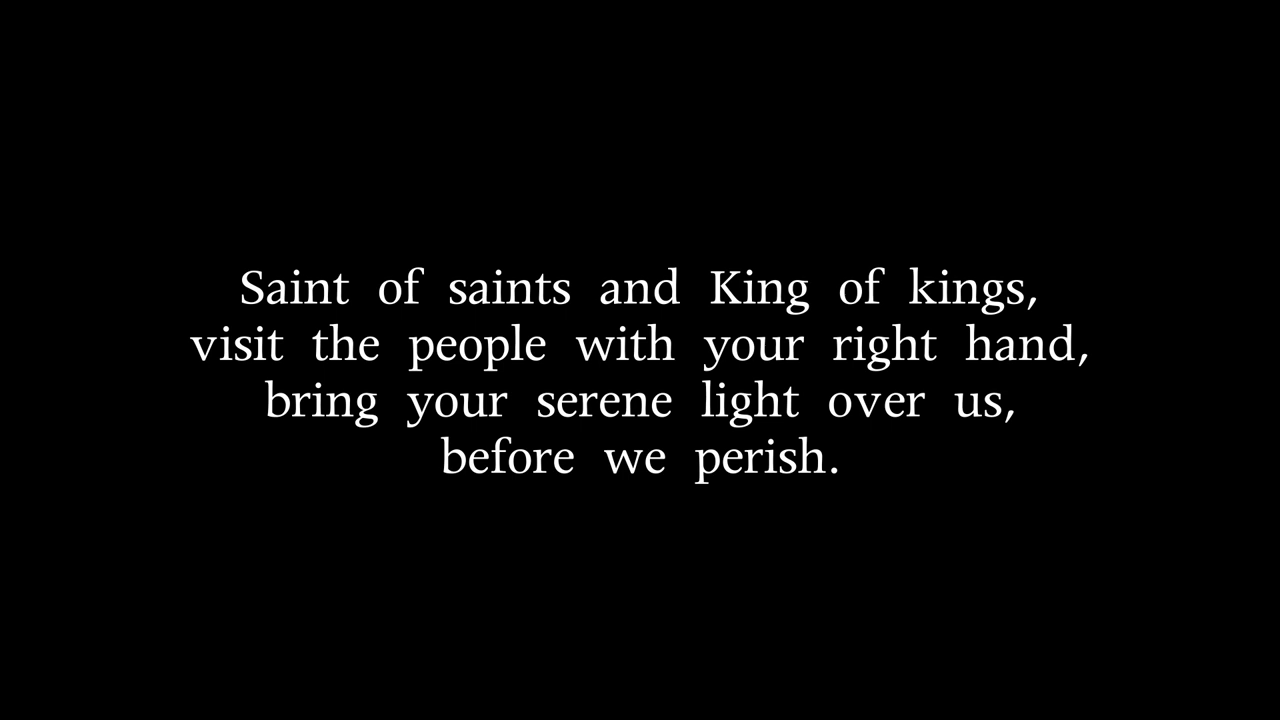 Saint of saints and King of kings,
visit the people with your right hand,
bring your serene light over us,
before we perish.